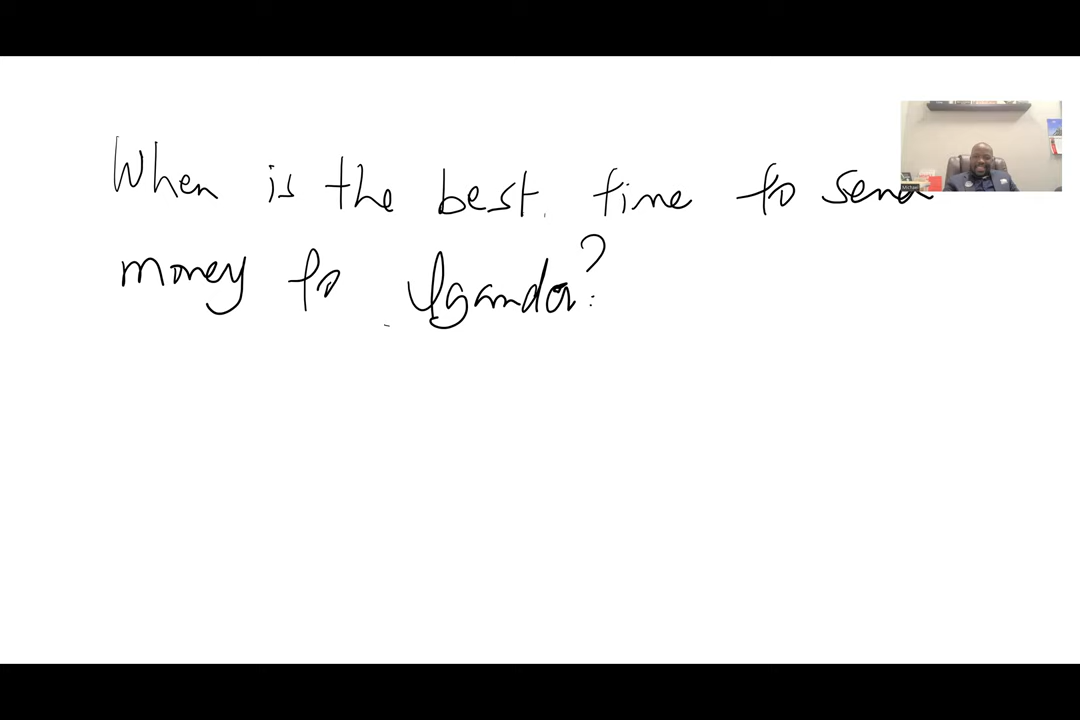 When is the best time to send
money to Uganda?